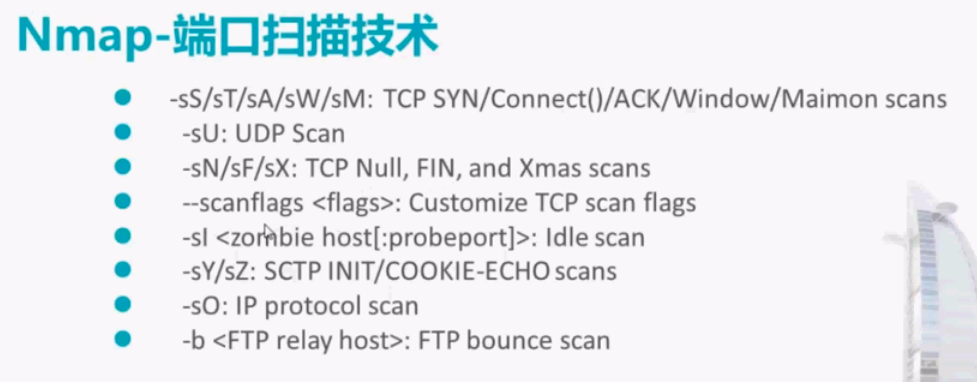 Nmap-端口扫描技术
-sS/sT/sA/sW/sM: TCP SYN/Connect()/ACK/Window/Maimon scans
-sU: UDP Scan
-sN/sF/sX: TCP Null, FIN, and Xmas scans
--scanflags <flags>: Customize TCP scan flags
-sI <zombie host[:probeport]>: Idle scan
-sY/sZ: SCTP INIT/COOKIE-ECHO scans
-sO: IP protocol scan
-b <FTP relay host>: FTP bounce scan